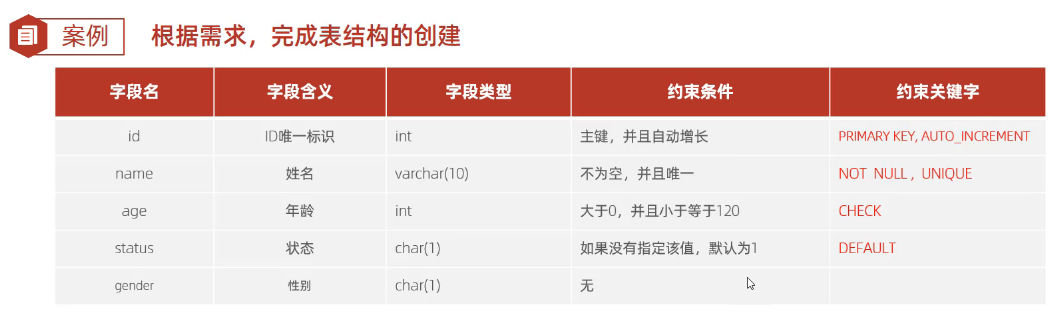 案例 根据需求，完成表结构的创建
字段名 字段含义 字段类型 约束条件 约束关键字
id ID唯一标识 int 主键，并且自动增长 PRIMARY KEY, AUTO_INCREMENT
name 姓名 varchar(10) 不为空，并且唯一 NOT NULL , UNIQUE
age 年龄 int 大于0，并且小于等于120 CHECK
status 状态 char(1) 如果没有指定该值，默认为1 DEFAULT
gender 性别 char(1) 无